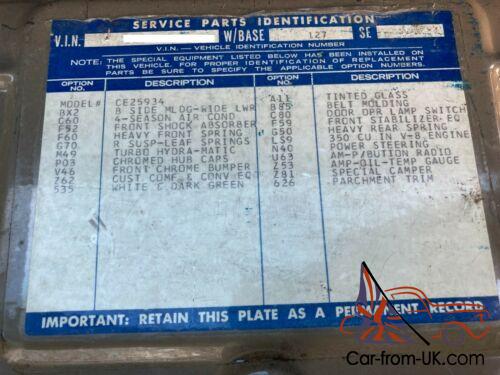 SERVICE PARTS IDENTIFICATION
V.I.N. W/BASE 127 SE
V.I.N. — VEHICLE IDENTIFICATION NUMBER
NOTE: THE SPECIAL EQUIPMENT LISTED BELOW HAS BEEN INSTALLED ON
THIS VEHICLE. FOR PROPER IDENTIFICATION OF REPLACEMENT
PARTS BE SURE TO SPECIFY THE APPLICABLE OPTION NUMBERS.
OPTION NO. DESCRIPTION
MODEL# CE25934
BX2 B SIDE MLDG-WIDE LWR
C60 4-SEASON AIR COND
F52 FRONT SHOCK ABSORBER
F60 HEAVY FRONT SPRING
G70 R SUSP-LEAF SPRINGS
M49 TURBO HYDRA-MATIC
P03 CHROMED HUB CAPS
V46 FRONT CHROME BUMPER
Z62 CUST COMF & CONV EQ
535 WHITE & DARK GREEN
OPTION NO. DESCRIPTION
A11 TINTED GLASS
B85 BELT MOLDING
C80 DOOR OPR LAMP SWITCH
F59 FRONT STABILIZER EQ
G50 HEAVY REAR SPRING
LS9 350 CU IN V-8 ENGINE
N40 POWER STEERING
U63 AM-P/BUTION RADIO
Z53 AMP-OIL-TEMP GAUGE
Z81 SPECIAL CAMPER
626 PARCHMENT TRIM
IMPORTANT: RETAIN THIS PLATE AS A PERMANENT RECORD
Car-from-UK.com